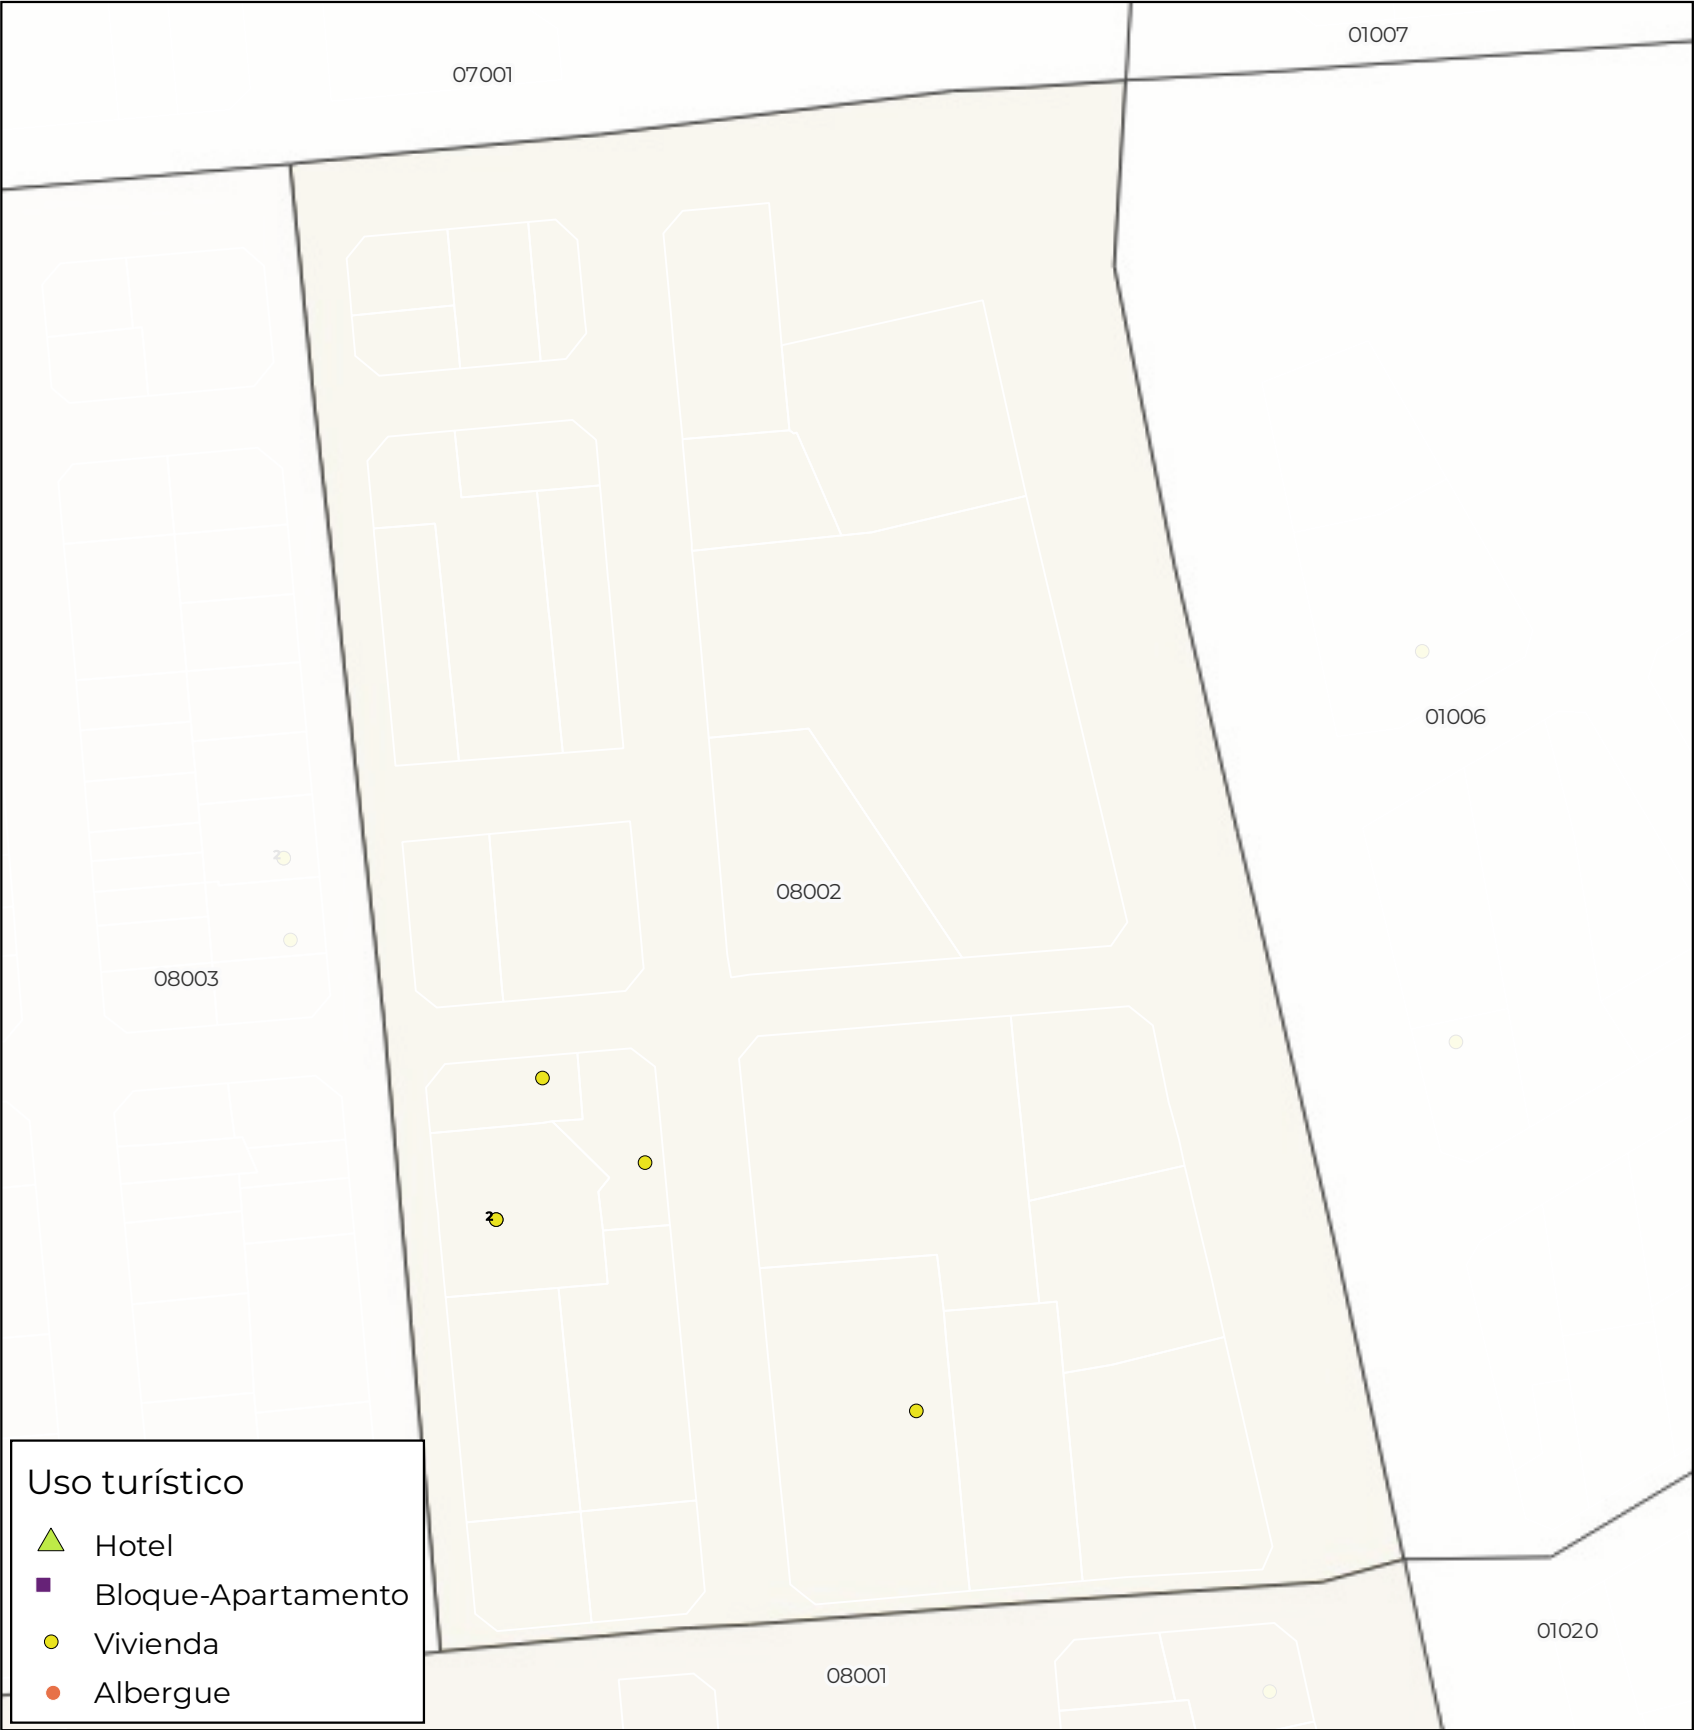 01007
07001
01006
2
08002
08003
2
Uso turístico
Hotel
Bloque-Apartamento
Vivienda
Albergue
01020
08001